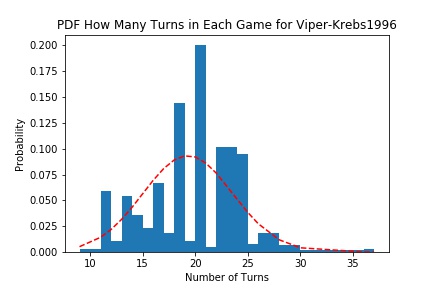 PDF How Many Turns in Each Game for Viper-Krebs1996
0.200
0.175
0.150
0.125
0.100
0.075
0.050
0.025
0.000
Probability
10 15 20 25 30 35
Number of Turns